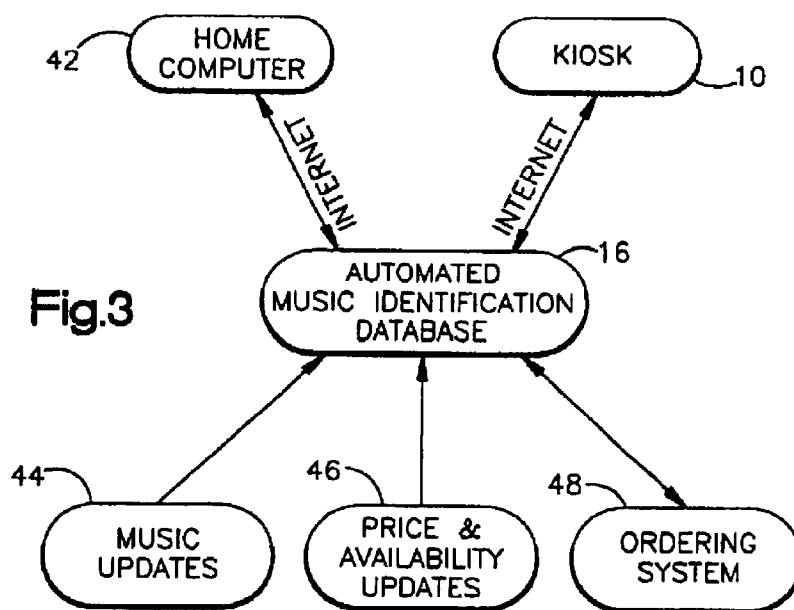 42
HOME
COMPUTER
KIOSK
10
INTERNET
INTERNET
16
AUTOMATED
MUSIC IDENTIFICATION
DATABASE
Fig.3
44
MUSIC
UPDATES
46
PRICE &
AVAILABILITY
UPDATES
48
ORDERING
SYSTEM